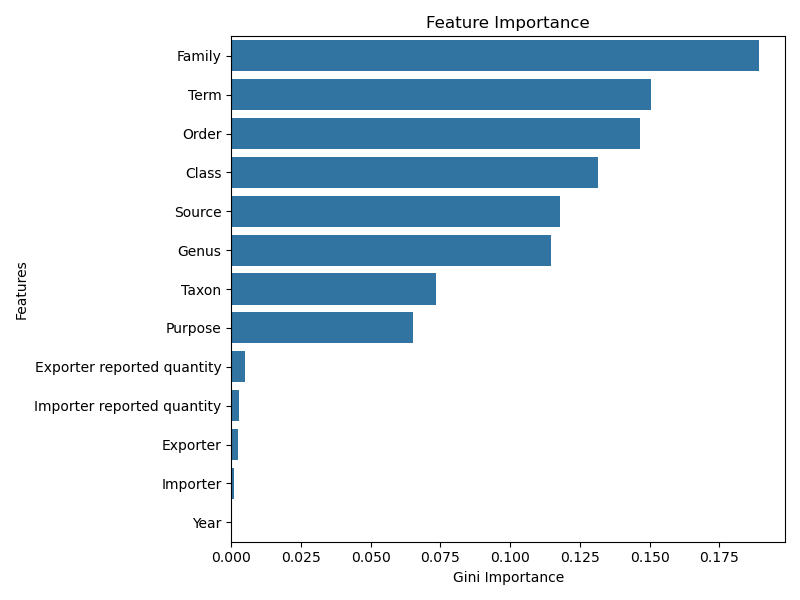 Feature Importance
Family
Term
Order
Class
Source
Genus
Taxon
Purpose
Exporter reported quantity
Importer reported quantity
Exporter
Importer
Year
Features
0.000 0.025 0.050 0.075 0.100 0.125 0.150 0.175
Gini Importance